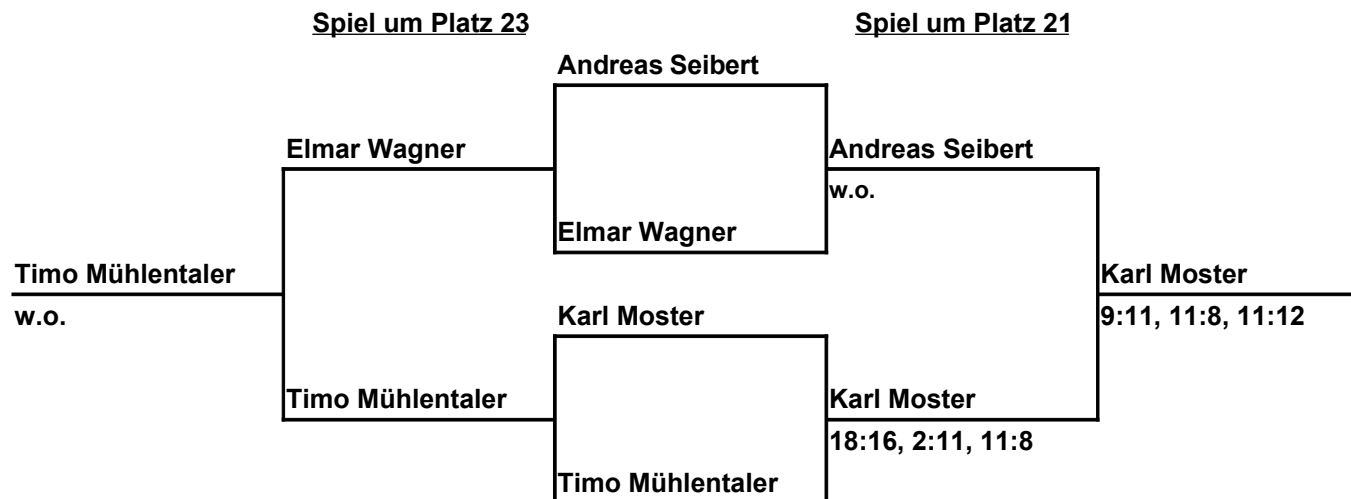 Spiel um Platz 23 Spiel um Platz 21
Andreas Seibert
Elmar Wagner Andreas Seibert
w.o.
Elmar Wagner
Timo Mühlentaler Karl Moster
w.o. Karl Moster 9:11, 11:8, 11:12
Timo Mühlentaler Karl Moster
18:16, 2:11, 11:8
Timo Mühlentaler